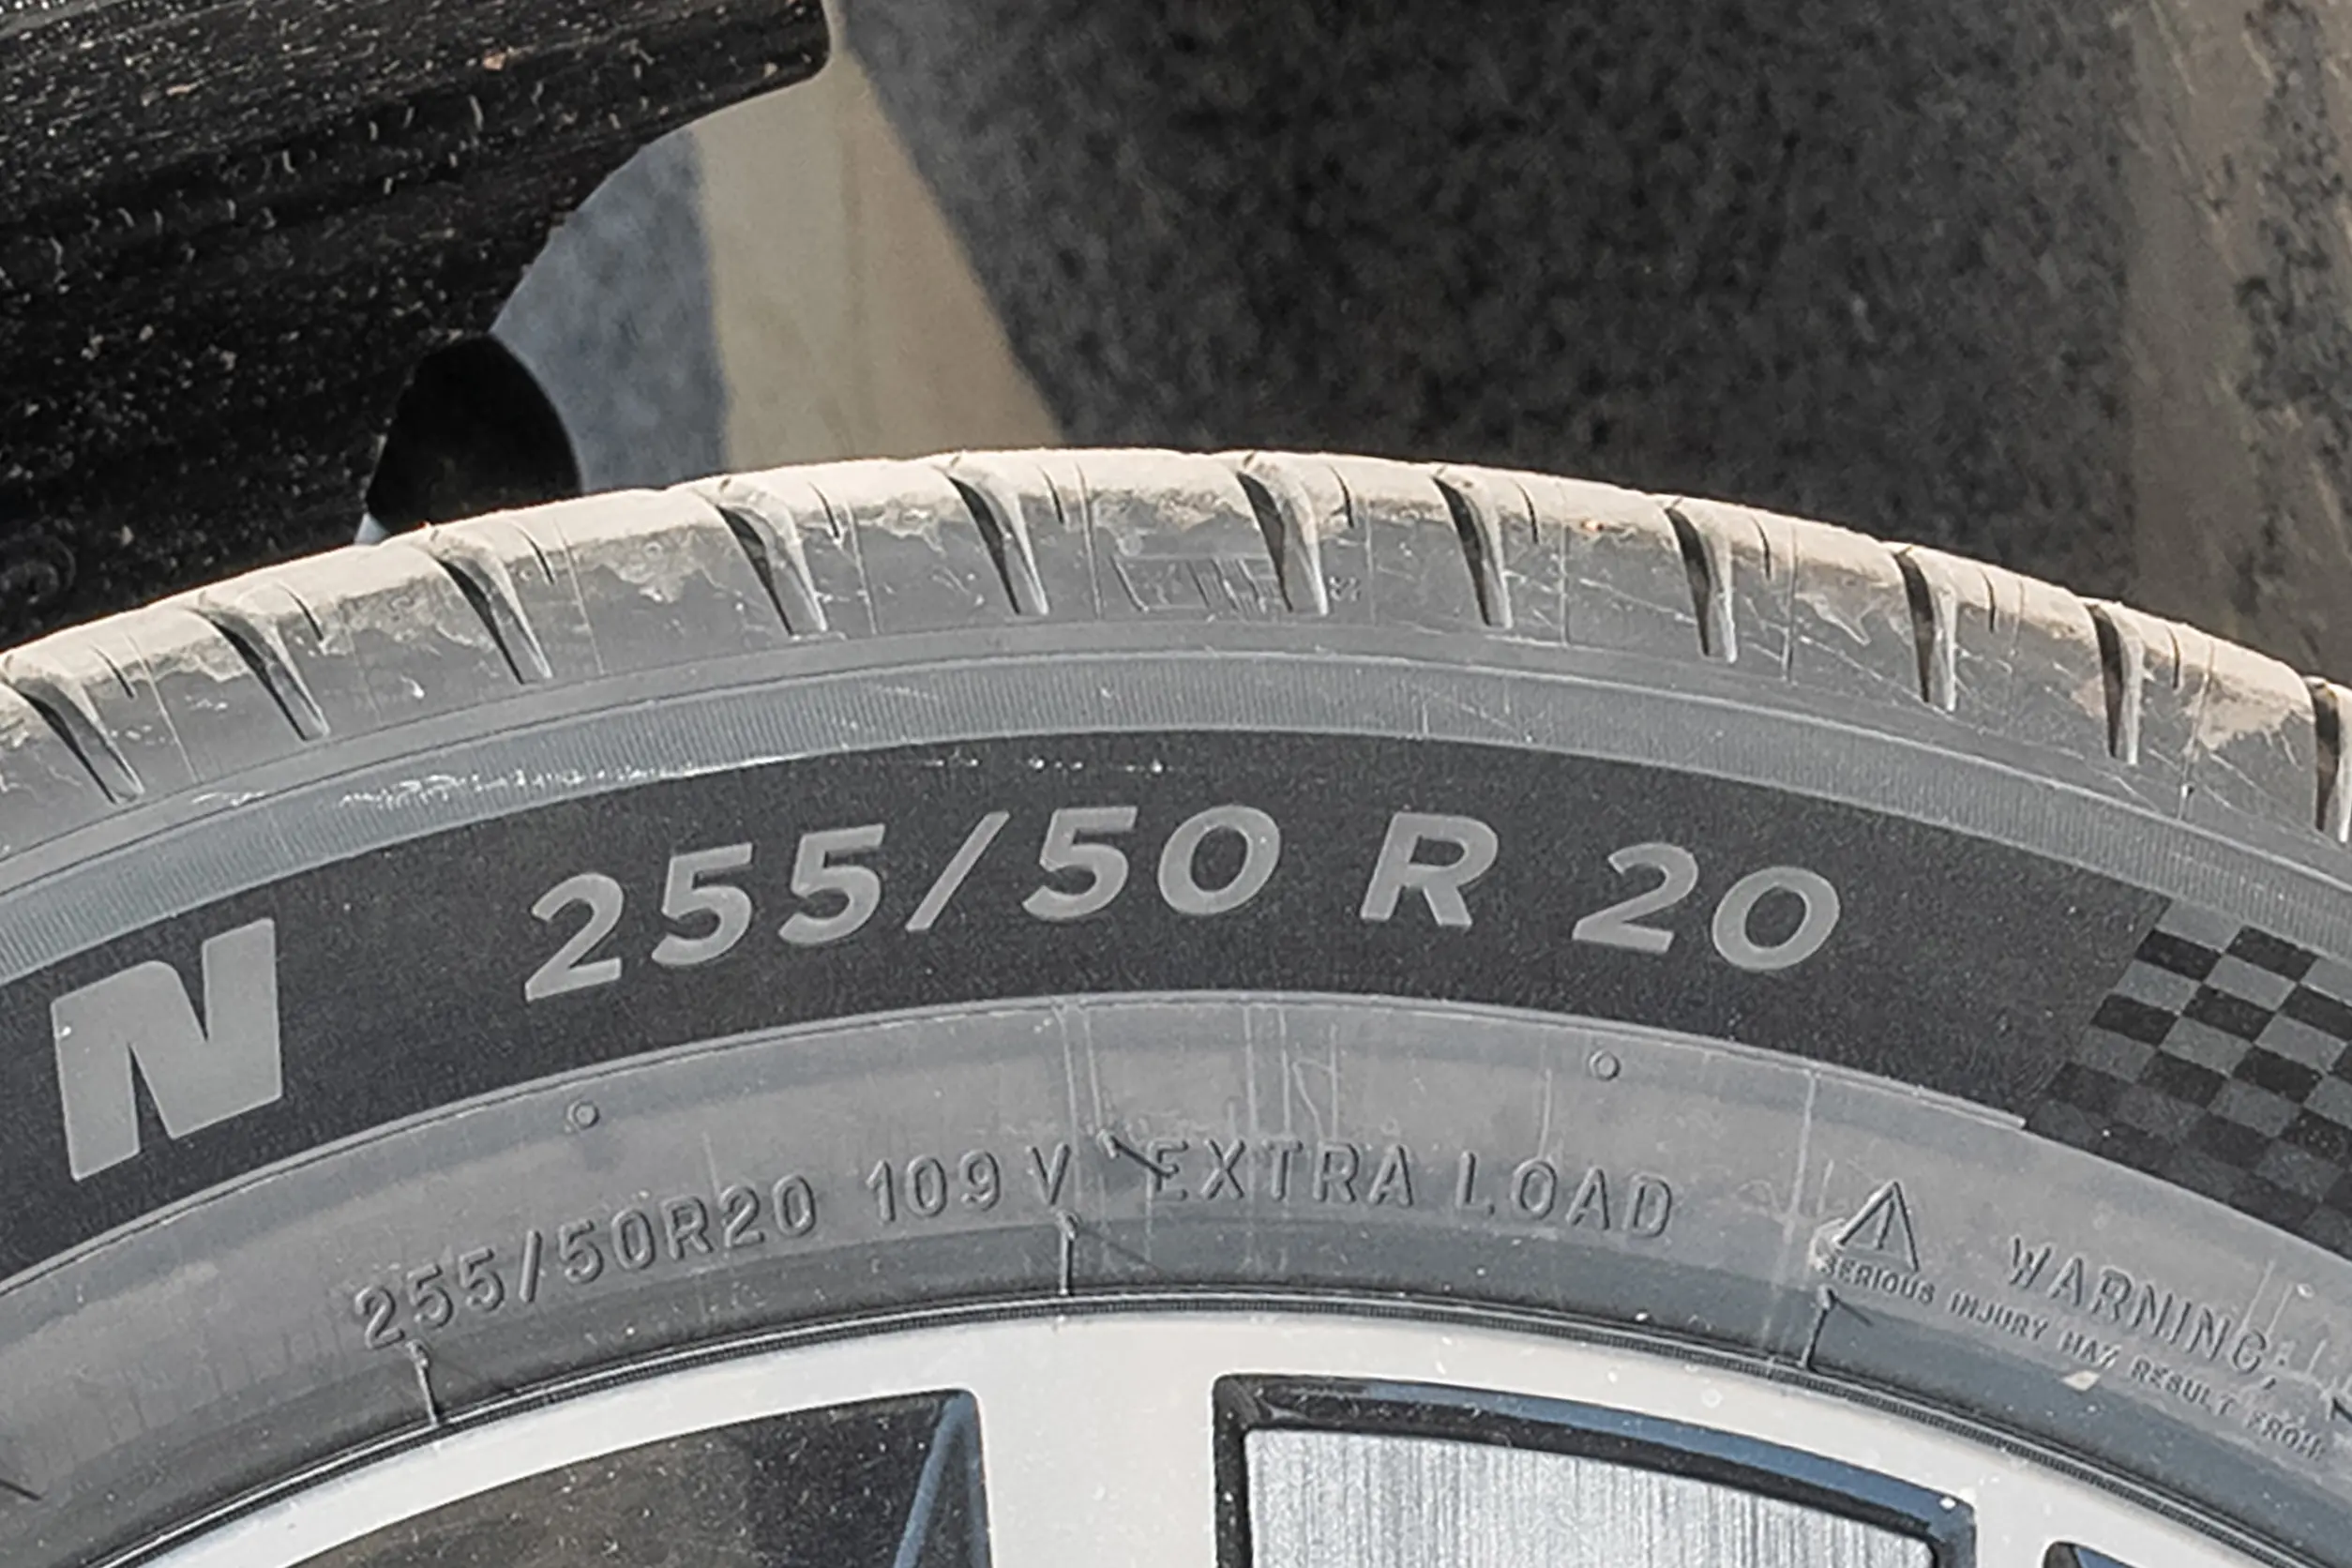 N 255/50 R 20
255/50R20 109 V EXTRA LOAD
WARNING:
SERIOUS INJURY MAY RESULT FROM